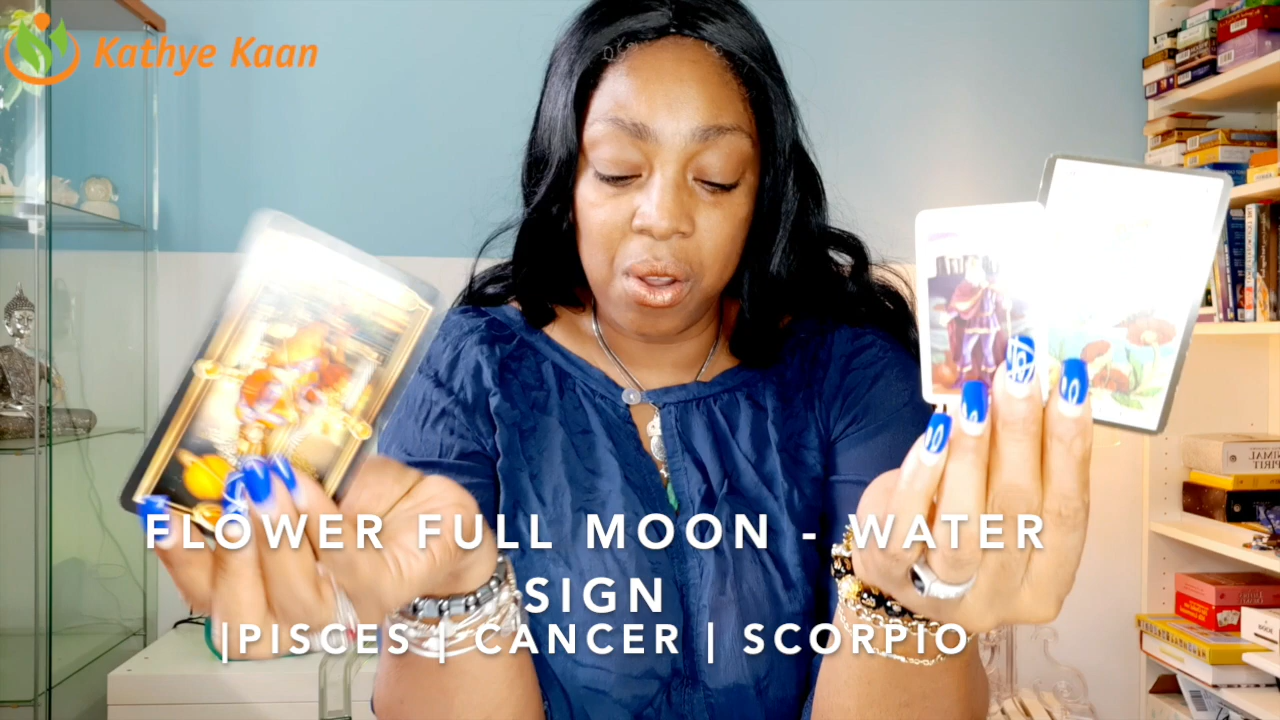 Kathye Kaan
FLOWER FULL MOON - WATER
SIGN
|PISCES | CANCER | SCORPIO